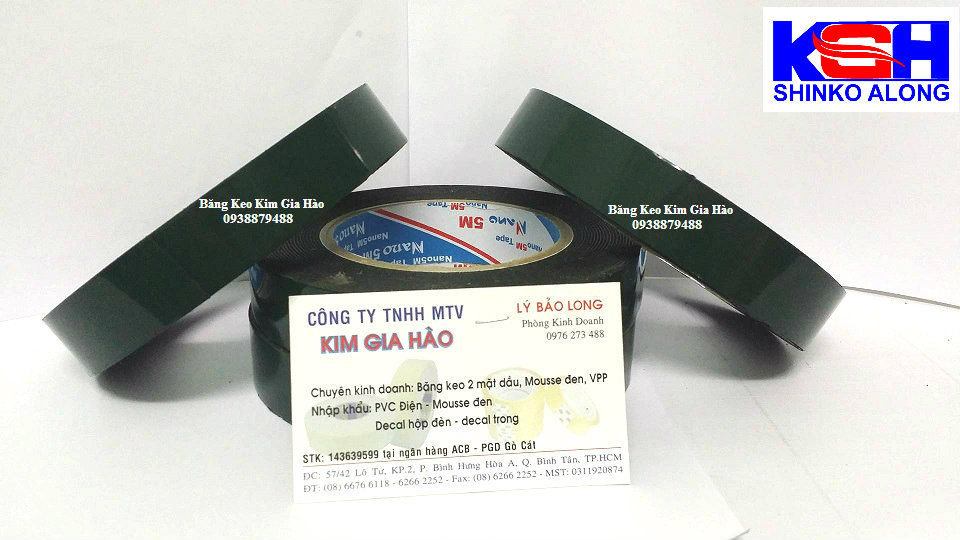 KGH
SHINKO ALONG
Băng Keo Kim Gia Hào
0938879488
Băng Keo Kim Gia Hào
0938879488
Nano Tape 5M
Nano 5M
CÔNG TY TNHH MTV
KIM GIA HÂO
LÝ BẢO LONG
Phòng Kinh Doanh
0976 273 488
Chuyên kinh doanh: Băng keo 2 mặt dầu, Mousse đen, VPP
Nhập khẩu: PVC Điện - Mousse đen
Decal hộp đèn - decal trong
STK: 143639599 tại ngân hàng ACB - PGD Gò Cát
ĐC: 57/42 Lô Tư, KP.2, P. Bình Hưng Hòa A, Q. Bình Tân, TP.HCM
ĐT: (08) 6676 6118 - 6266 2252 - Fax: (08) 6266 2252 - MST: 0311920874